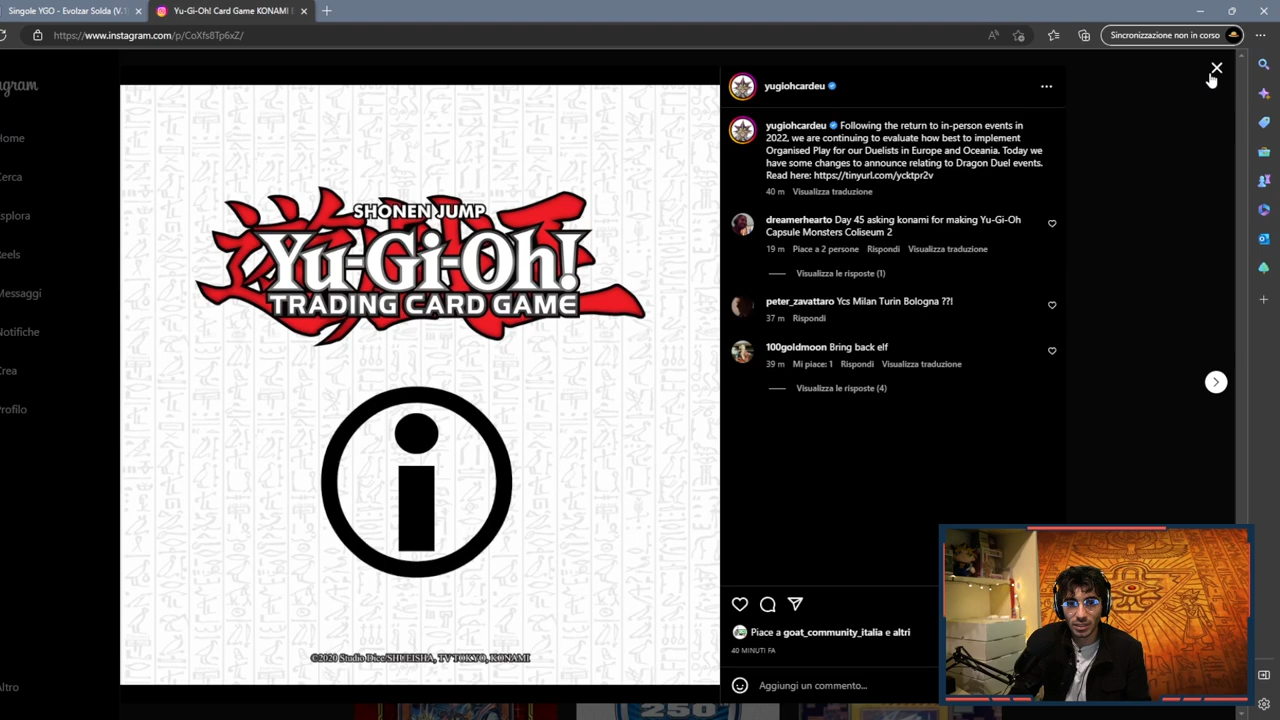 Singole YGO - Evolzar Solda (V.1)
Yu-Gi-Oh! Card Game KONAMI E
https://www.instagram.com/p/CoXfs8Tp6xZ/
Sincronizzazione non in corso
gram
Home
Cerca
Esplora
Reels
Messaggi
Notifiche
Crea
Profilo
Altro
SHONEN JUMP
Yu-Gi-Oh!
TRADING CARD GAME
i
©2020 Studio Dice/SHUEISHA, TV TOKYO, KONAMI
yugiohcardeu
yugiohcardeu Following the return to in-person events in
2022, we are continuing to evaluate how best to implement
Organised Play for our Duelists in Europe and Oceania. Today we
have some changes to announce relating to Dragon Duel events.
Read here: https://tinyurl.com/ycktpr2v
40 m Visualizza traduzione
dreamerhearto Day 45 asking konami for making Yu-Gi-Oh
Capsule Monsters Coliseum 2
19 m Piace a 2 persone Rispondi Visualizza traduzione
Visualizza le risposte (1)
peter_zavattaro Ycs Milan Turin Bologna ??!
37 m Rispondi
100goldmoon Bring back elf
39 m Mi piace: 1 Rispondi Visualizza traduzione
Visualizza le risposte (4)
Piace a goat_community_italia e altri
40 MINUTI FA
Aggiungi un commento...
250